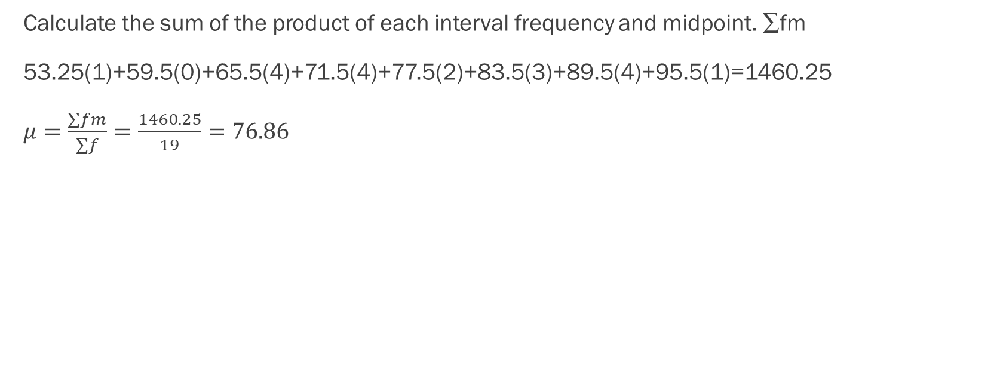 Calculate the sum of the product of each interval frequency and midpoint. ∑fm
53.25(1)+59.5(0)+65.5(4)+71.5(4)+77.5(2)+83.5(3)+89.5(4)+95.5(1)=1460.25
μ = ∑fm/∑f = 1460.25/19 = 76.86